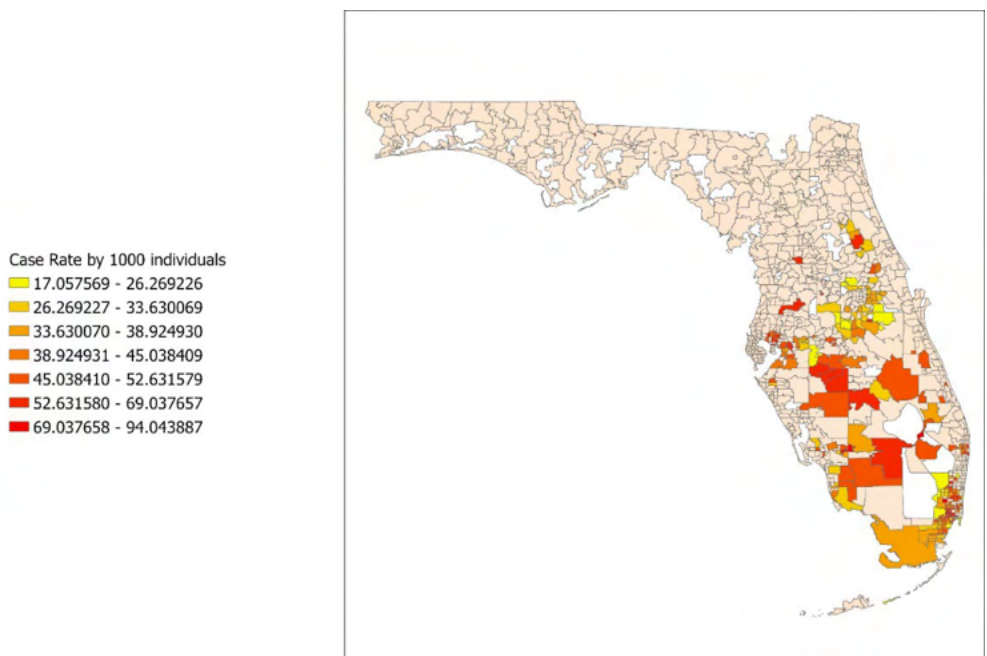 Case Rate by 1000 individuals
17.057569 - 26.269226
26.269227 - 33.630069
33.630070 - 38.924930
38.924931 - 45.038409
45.038410 - 52.631579
52.631580 - 69.037657
69.037658 - 94.043887